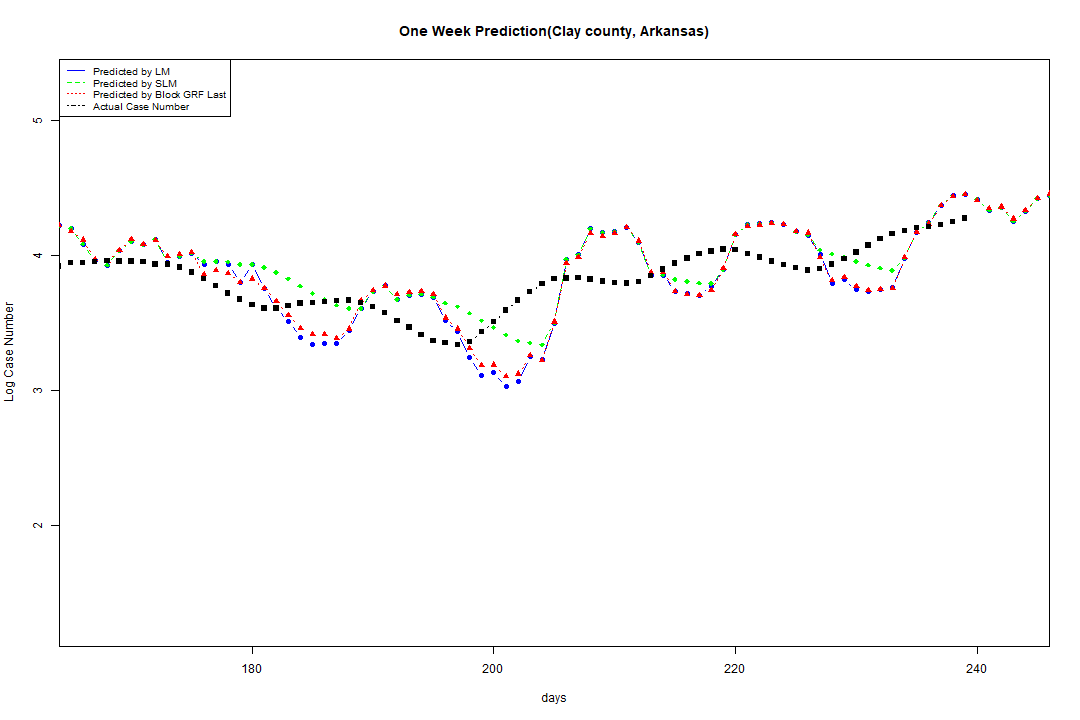 One Week Prediction(Clay county, Arkansas)
Predicted by LM
Predicted by SLM
Predicted by Block GRF Last
Actual Case Number
5
4
3
2
Log Case Number
180 200 220 240
days